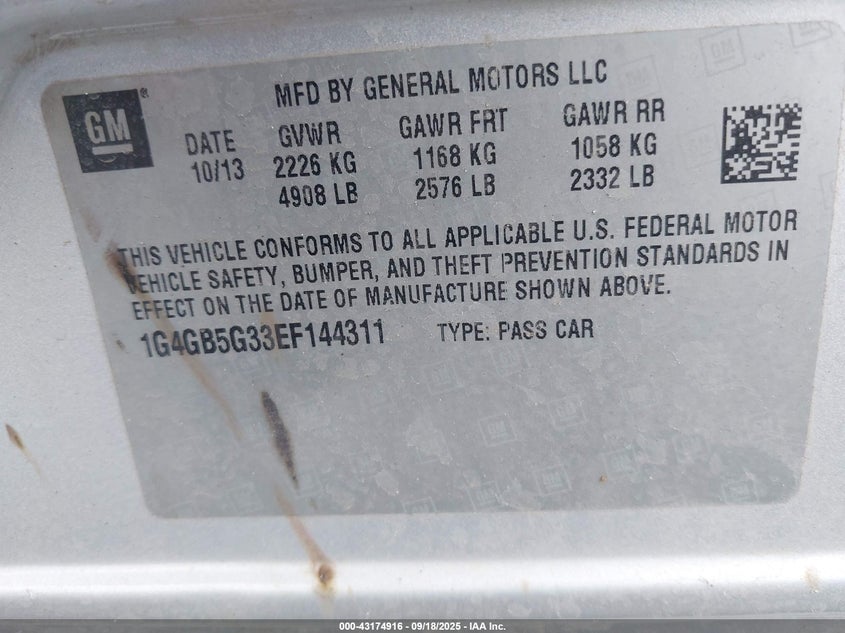 MFD BY GENERAL MOTORS LLC
GM ®
DATE GVWR GAWR FRT GAWR RR
10/13 2226 KG 1168 KG 1058 KG
4908 LB 2576 LB 2332 LB
THIS VEHICLE CONFORMS TO ALL APPLICABLE U.S. FEDERAL MOTOR
VEHICLE SAFETY, BUMPER, AND THEFT PREVENTION STANDARDS IN
EFFECT ON THE DATE OF MANUFACTURE SHOWN ABOVE.
1G4GB5G33EF144311 TYPE: PASS CAR
000-43174916 - 09/18/2025 - IAA Inc.